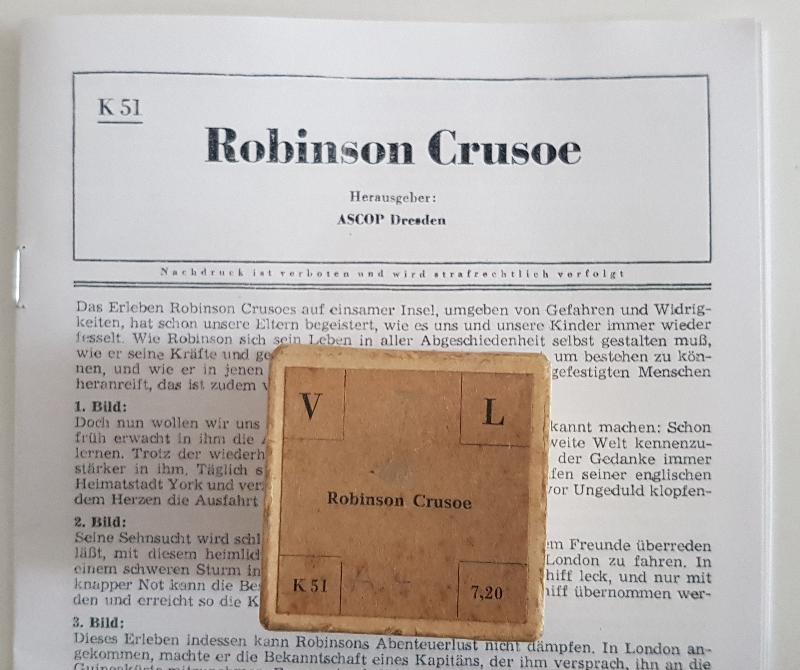 K 51
Robinson Crusoe
Herausgeber:
ASCOP Dresden
Nachdruck ist verboten und wird strafrechtlich verfolgt
Das Erleben Robinson Crusoes auf einsamer Insel, umgeben von Gefahren und Widrig-
keiten, hat schon unsere Eltern begeistert, wie es uns und unsere Kinder immer wieder
fesselt. Wie Robinson sich sein Leben in aller Abgeschiedenheit selbst gestalten muß,
wie er seine Kräfte und um bestehen zu kön-
nen, und wie er in jenen gefestigten Menschen
heranreift, das ist zudem
1. Bild:
Doch nun wollen wir uns kannt machen: Schon
früh erwacht in ihm die weite Welt kennenzu-
lernen. Trotz der der Gedanke immer
stärker in ihm. Täglich seiner englischen
Heimatstadt York und vor Ungeduld klopfen-
dem Herzen die Ausfahrt
2. Bild:
Seine Sehnsucht wird Freunde überreden
läßt, mit diesem heimlich London zu fahren. In
einem schweren Sturm leck, und nur mit
knapper Not kann die übernommen wer-
den und erreicht so die
3. Bild:
Dieses Erleben indessen kann Robinsons Abenteuerlust nicht dämpfen. In London an-
gekommen, machte er die Bekanntschaft eines Kapitäns, der ihm versprach, ihn an die
V
L
Robinson Crusoe
K 51
7,20